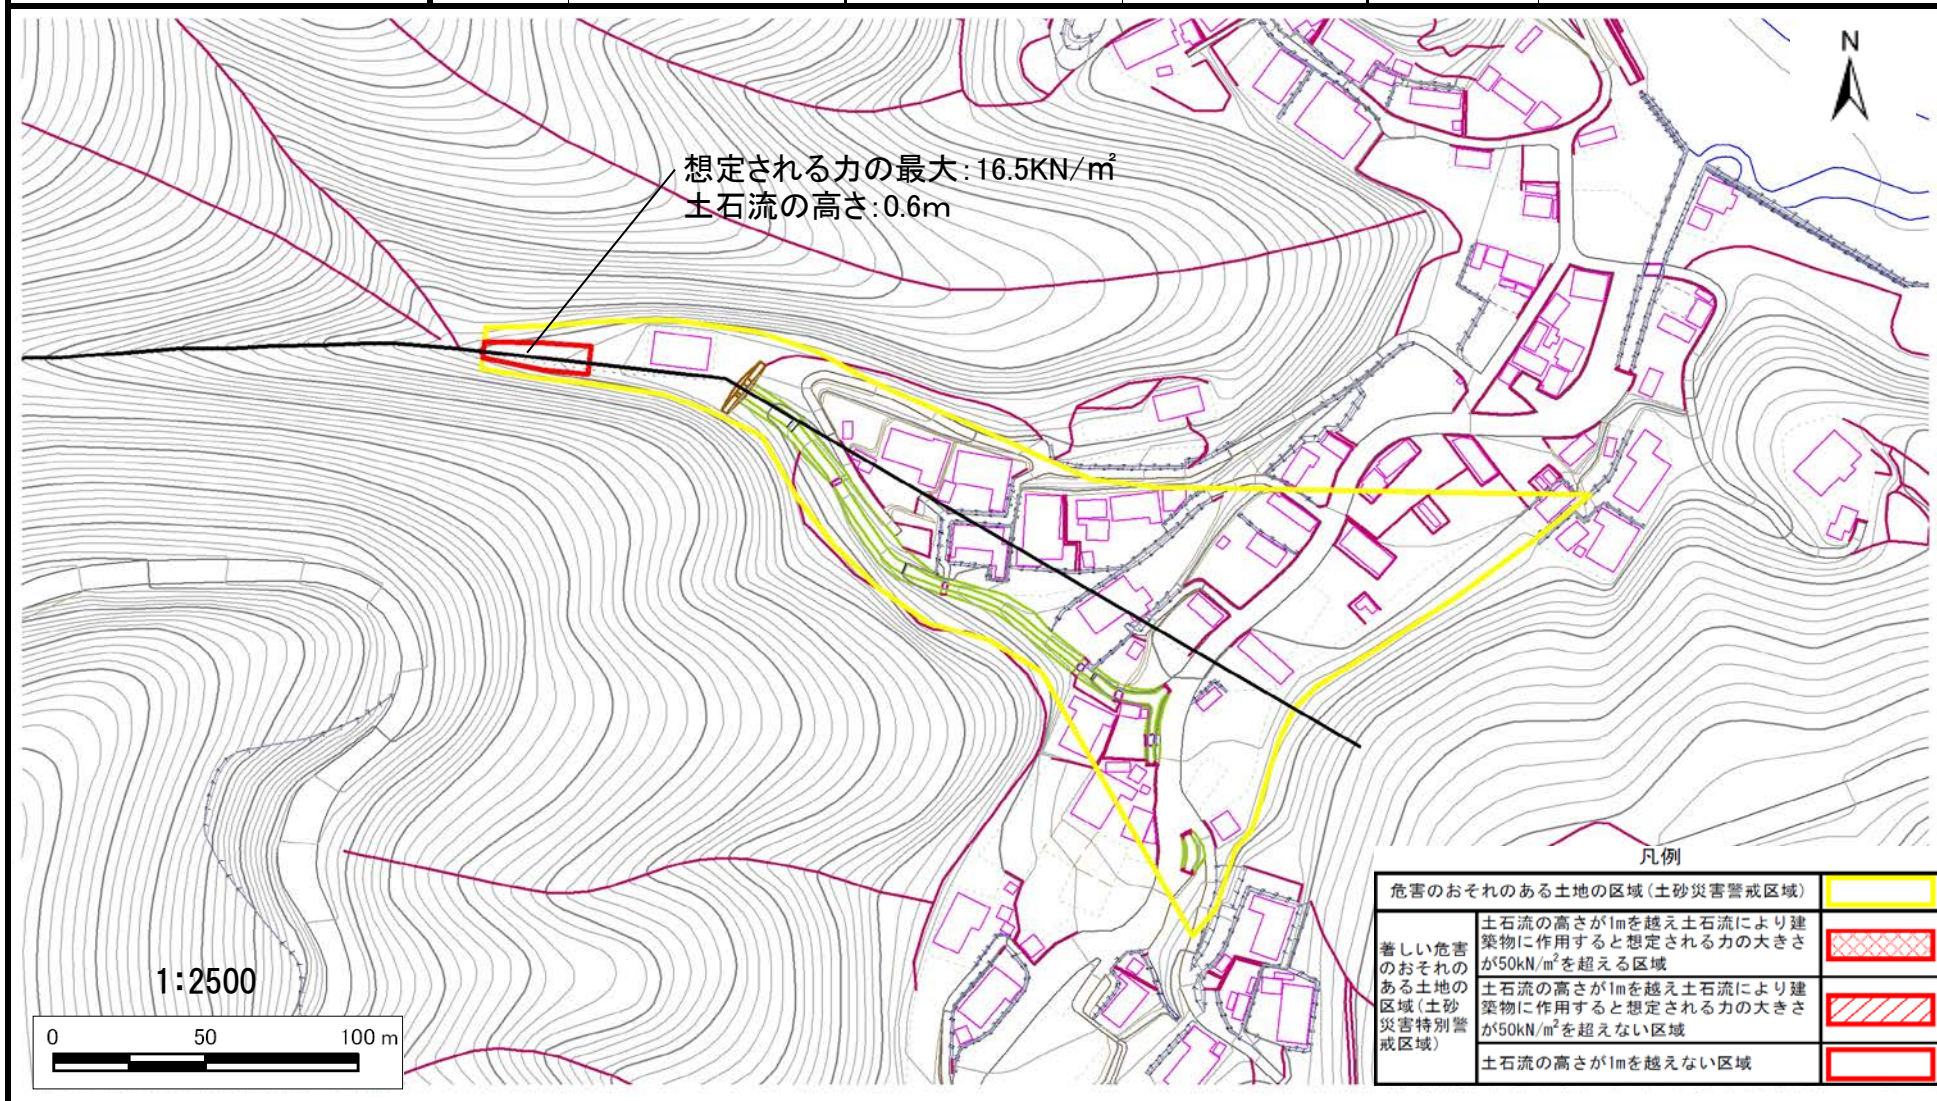 N
想定される力の最大:16.5KN/㎡
土石流の高さ:0.6m
1:2500
0 50 100 m
凡例
危害のおそれのある土地の区域(土砂災害警戒区域)
著しい危害
のおそれの
ある土地の
区域(土砂
災害特別警
戒区域)
土石流の高さが1mを越え土石流により建
築物に作用すると想定される力の大きさ
が50kN/㎡を超える区域
土石流の高さが1mを越え土石流により建
築物に作用すると想定される力の大きさ
が50kN/㎡を超えない区域
土石流の高さが1mを越えない区域